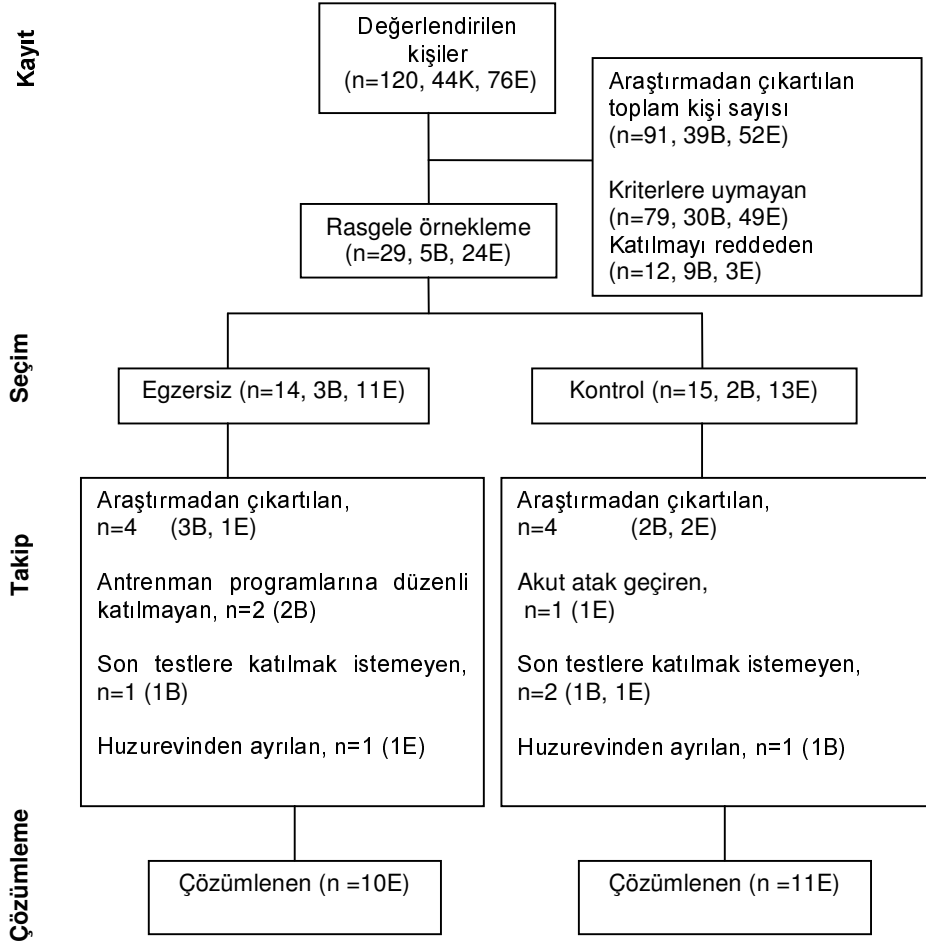 Kayıt
Değerlendirilen
kişiler
(n=120, 44K, 76E)
Araştırmadan çıkartılan
toplam kişi sayısı
(n=91, 39B, 52E)
Kriterlere uymayan
(n=79, 30B, 49E)
Katılmayı reddeden
(n=12, 9B, 3E)
Rasgele örnekleme
(n=29, 5B, 24E)
Seçim
Egzersiz (n=14, 3B, 11E)
Kontrol (n=15, 2B, 13E)
Takip
Araştırmadan çıkartılan,
n=4 (3B, 1E)
Antrenman programlarına düzenli
katılmayan, n=2 (2B)
Son testlere katılmak istemeyen,
n=1 (1B)
Huzurevinden ayrılan, n=1 (1E)
Araştırmadan çıkartılan,
n=4 (2B, 2E)
Akut atak geçiren,
n=1 (1E)
Son testlere katılmak istemeyen,
n=2 (1B, 1E)
Huzurevinden ayrılan, n=1 (1B)
Çözümleme
Çözümlenen (n =10E)
Çözümlenen (n =11E)